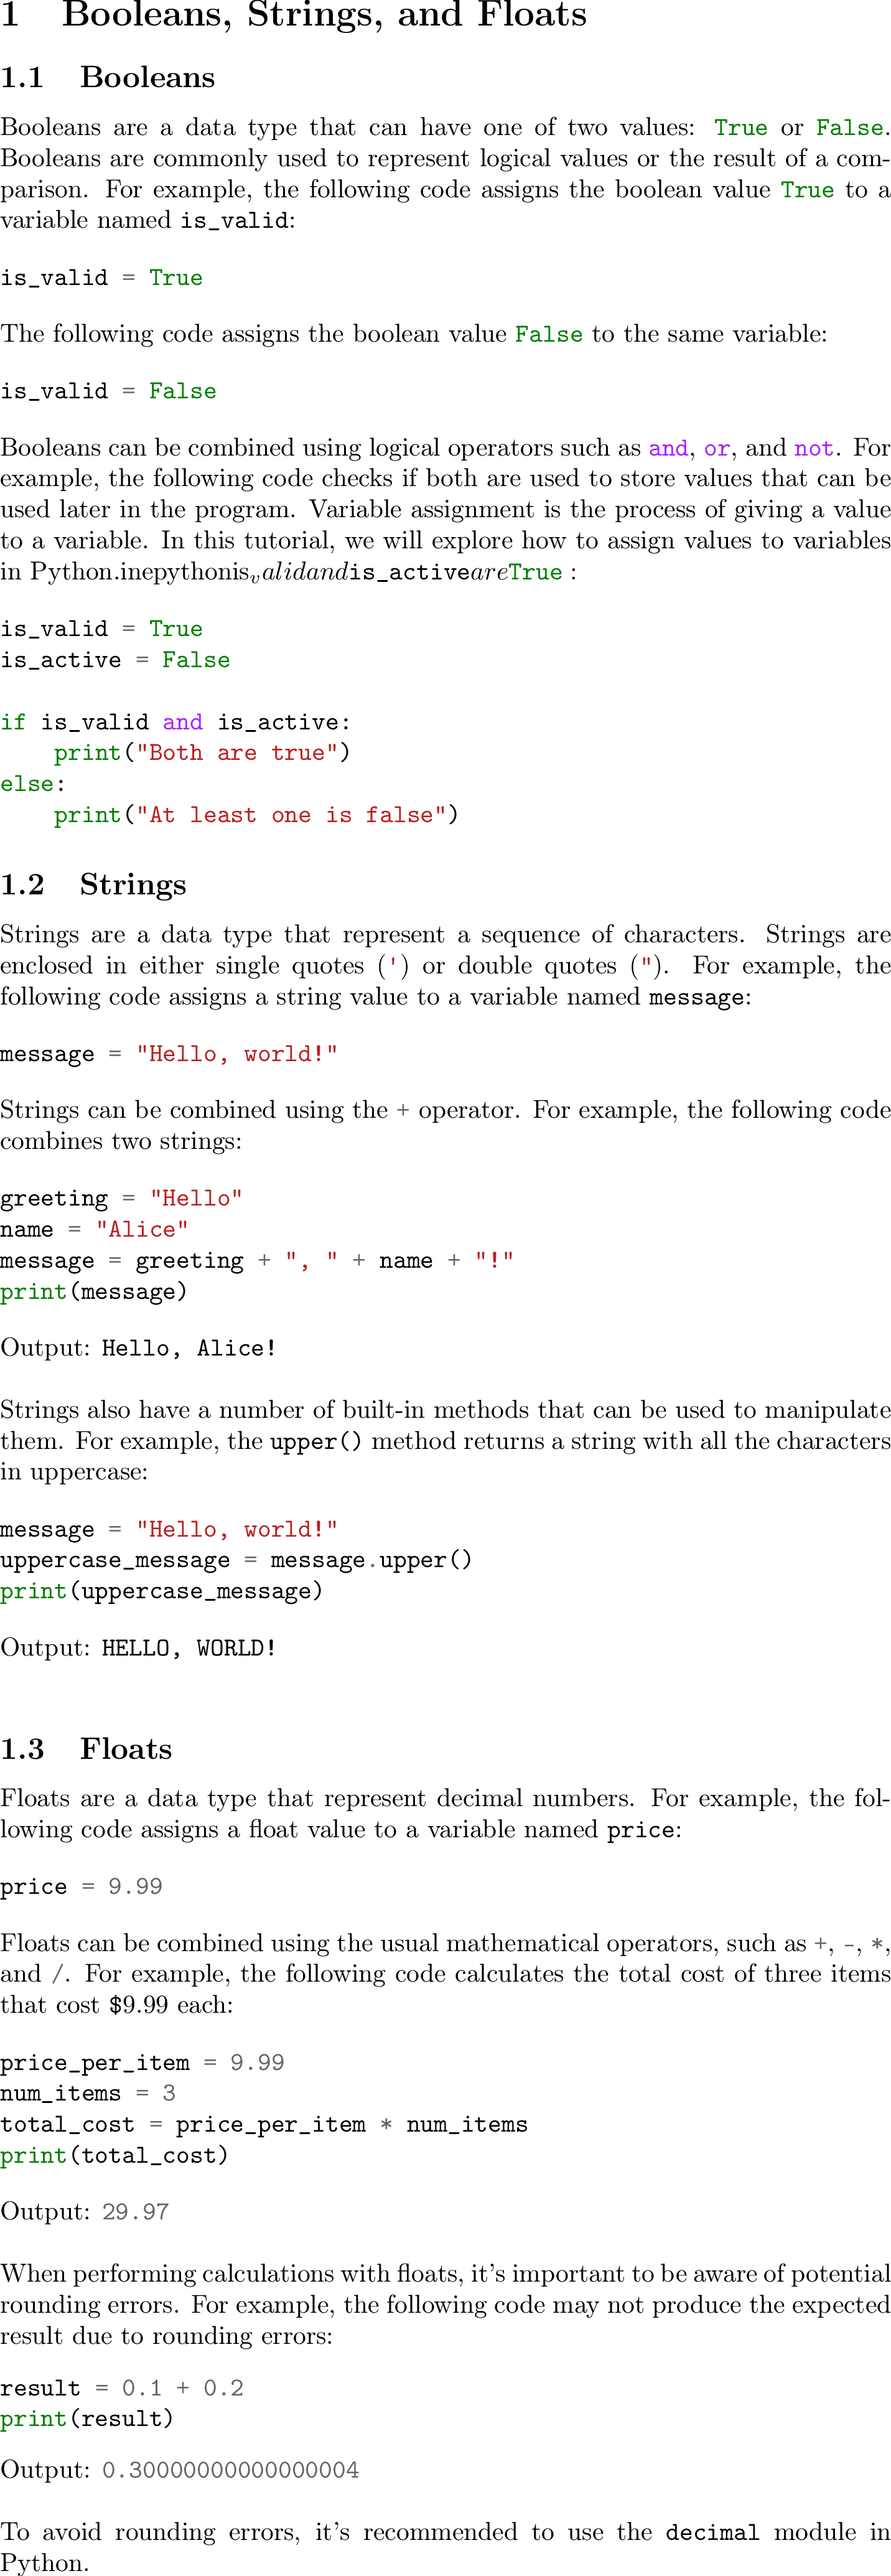 1 Booleans, Strings, and Floats
1.1 Booleans
Booleans are a data type that can have one of two values: True or False.
Booleans are commonly used to represent logical values or the result of a com-
parison. For example, the following code assigns the boolean value True to a
variable named is_valid:
is_valid = True
The following code assigns the boolean value False to the same variable:
is_valid = False
Booleans can be combined using logical operators such as and, or, and not. For
example, the following code checks if both are used to store values that can be
used later in the program. Variable assignment is the process of giving a value
to a variable. In this tutorial, we will explore how to assign values to variables
in Python.inepythonis_validandis_activeareTrue :
is_valid = True
is_active = False
if is_valid and is_active:
    print("Both are true")
else:
    print("At least one is false")
1.2 Strings
Strings are a data type that represent a sequence of characters. Strings are
enclosed in either single quotes (') or double quotes ("). For example, the
following code assigns a string value to a variable named message:
message = "Hello, world!"
Strings can be combined using the + operator. For example, the following code
combines two strings:
greeting = "Hello"
name = "Alice"
message = greeting + ", " + name + "!"
print(message)
Output: Hello, Alice!
Strings also have a number of built-in methods that can be used to manipulate
them. For example, the upper() method returns a string with all the characters
in uppercase:
message = "Hello, world!"
uppercase_message = message.upper()
print(uppercase_message)
Output: HELLO, WORLD!
1.3 Floats
Floats are a data type that represent decimal numbers. For example, the fol-
lowing code assigns a float value to a variable named price:
price = 9.99
Floats can be combined using the usual mathematical operators, such as +, -, *,
and /. For example, the following code calculates the total cost of three items
that cost $9.99 each:
price_per_item = 9.99
num_items = 3
total_cost = price_per_item * num_items
print(total_cost)
Output: 29.97
When performing calculations with floats, it's important to be aware of potential
rounding errors. For example, the following code may not produce the expected
result due to rounding errors:
result = 0.1 + 0.2
print(result)
Output: 0.30000000000000004
To avoid rounding errors, it's recommended to use the decimal module in
Python.